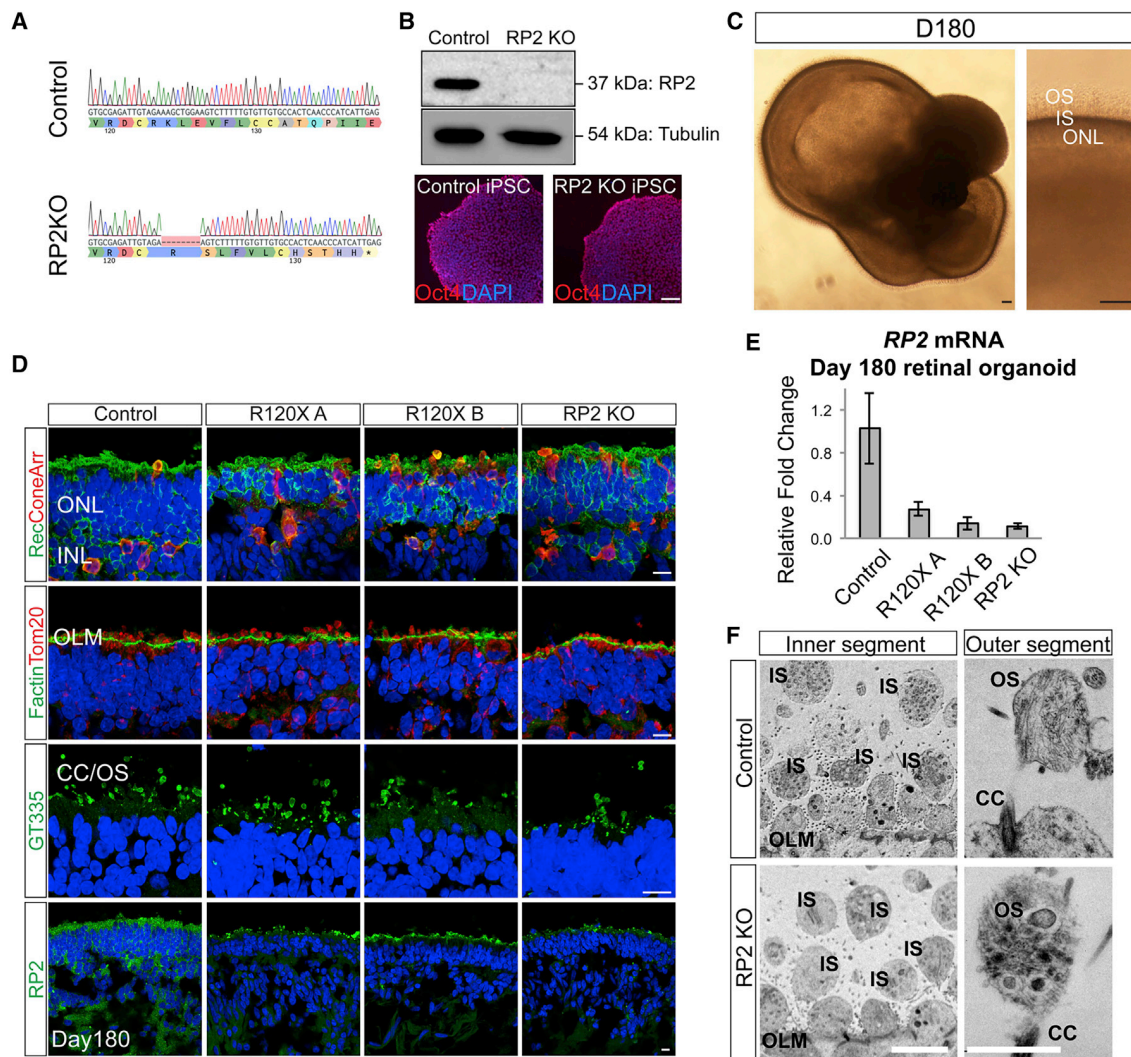 A
Control
GTGCGAGATTGTAGAAAGCTGGAAGTCTTTTTGTGTTGTGCCACTCAACCCATCATTGAG
V R D C R K L E V F L C C A T Q P I I E
120 130
RP2KO
GTGCGAGATTGTAGA----------AGTCTTTTTGTGTTGTGCCACTCAACCCATCATTGAG
V R D C R S L F V L C H S T H H *
120 130
B
Control RP2 KO
37 kDa: RP2
54 kDa: Tubulin
Control iPSC
RP2 KO iPSC
Oct4DAPI
Oct4DAPI
C
D180
OS
IS
ONL
D
Control R120X A R120X B RP2 KO
RecConeArr
ONL
INL
FactinTom20
OLM
GT335
CC/OS
RP2
Day180
E
RP2 mRNA
Day 180 retinal organoid
Relative Fold Change
1.2
0.8
0.4
0.0
Control
R120X A
R120X B
RP2 KO
F
Inner segment Outer segment
Control
IS IS
IS IS
OLM
OS
CC
RP2 KO
IS IS
IS IS
OLM
OS
CC